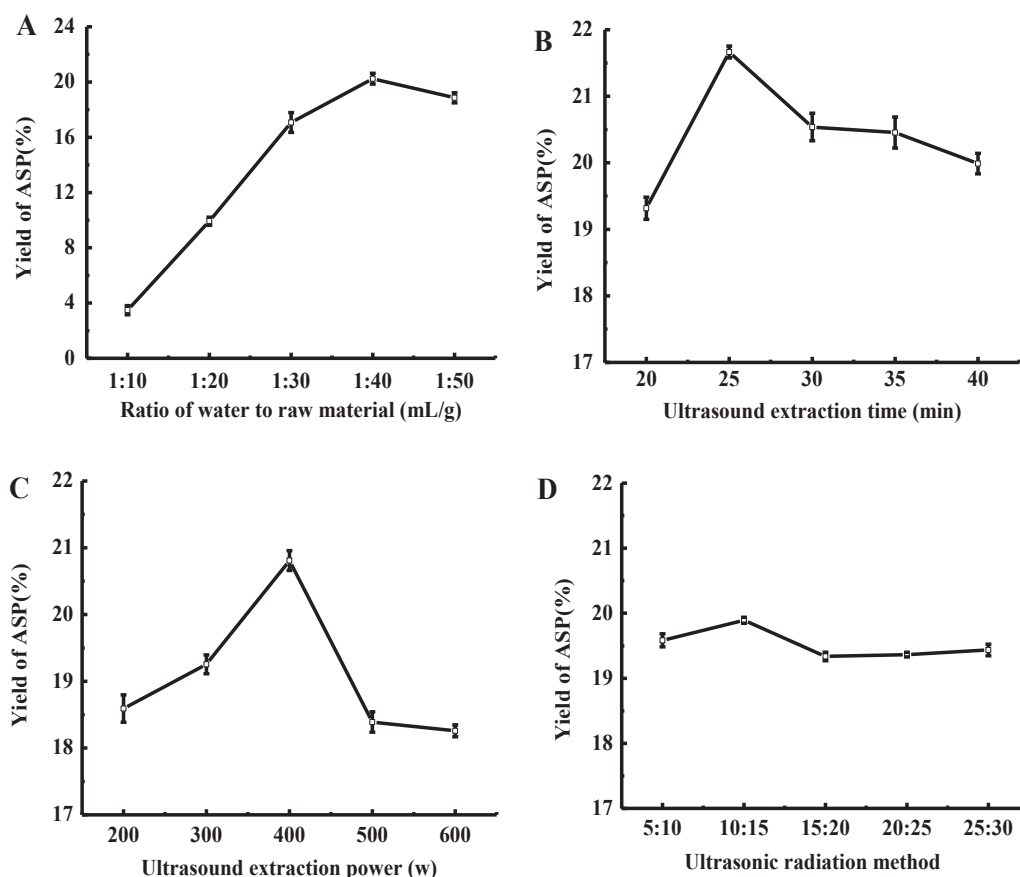 A
Yield of ASP(%)
24
20
16
12
8
4
0
1:10 1:20 1:30 1:40 1:50
Ratio of water to raw material (mL/g)
B
Yield of ASP(%)
22
21
20
19
18
17
20 25 30 35 40
Ultrasound extraction time (min)
C
Yield of ASP(%)
22
21
20
19
18
17
200 300 400 500 600
Ultrasound extraction power (w)
D
Yield of ASP(%)
22
21
20
19
18
17
5:10 10:15 15:20 20:25 25:30
Ultrasonic radiation method